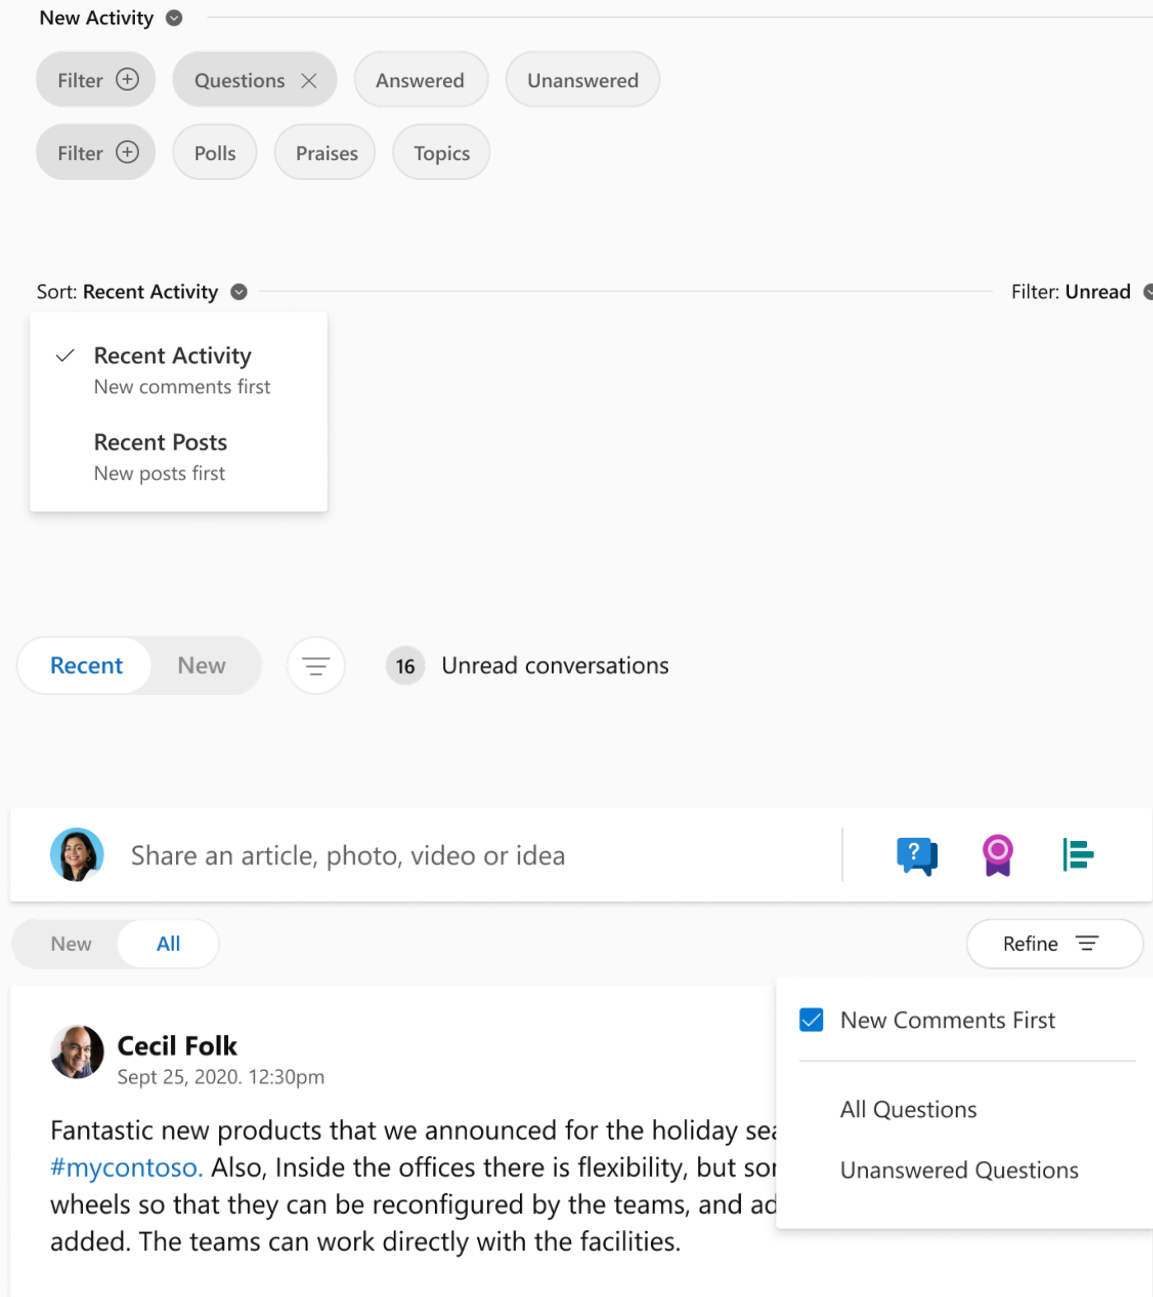 New Activity
Filter Questions Answered Unanswered
Filter Polls Praises Topics
Sort: Recent Activity Filter: Unread
Recent Activity
New comments first
Recent Posts
New posts first
Recent New 16 Unread conversations
Share an article, photo, video or idea ?
New All Refine
New Comments First
All Questions
Unanswered Questions
Cecil Folk
Sept 25, 2020. 12:30pm
Fantastic new products that we announced for the holiday
#mycontoso. Also, Inside the offices there is flexibility, but
wheels so that they can be reconfigured by the teams, and
added. The teams can work directly with the facilities.